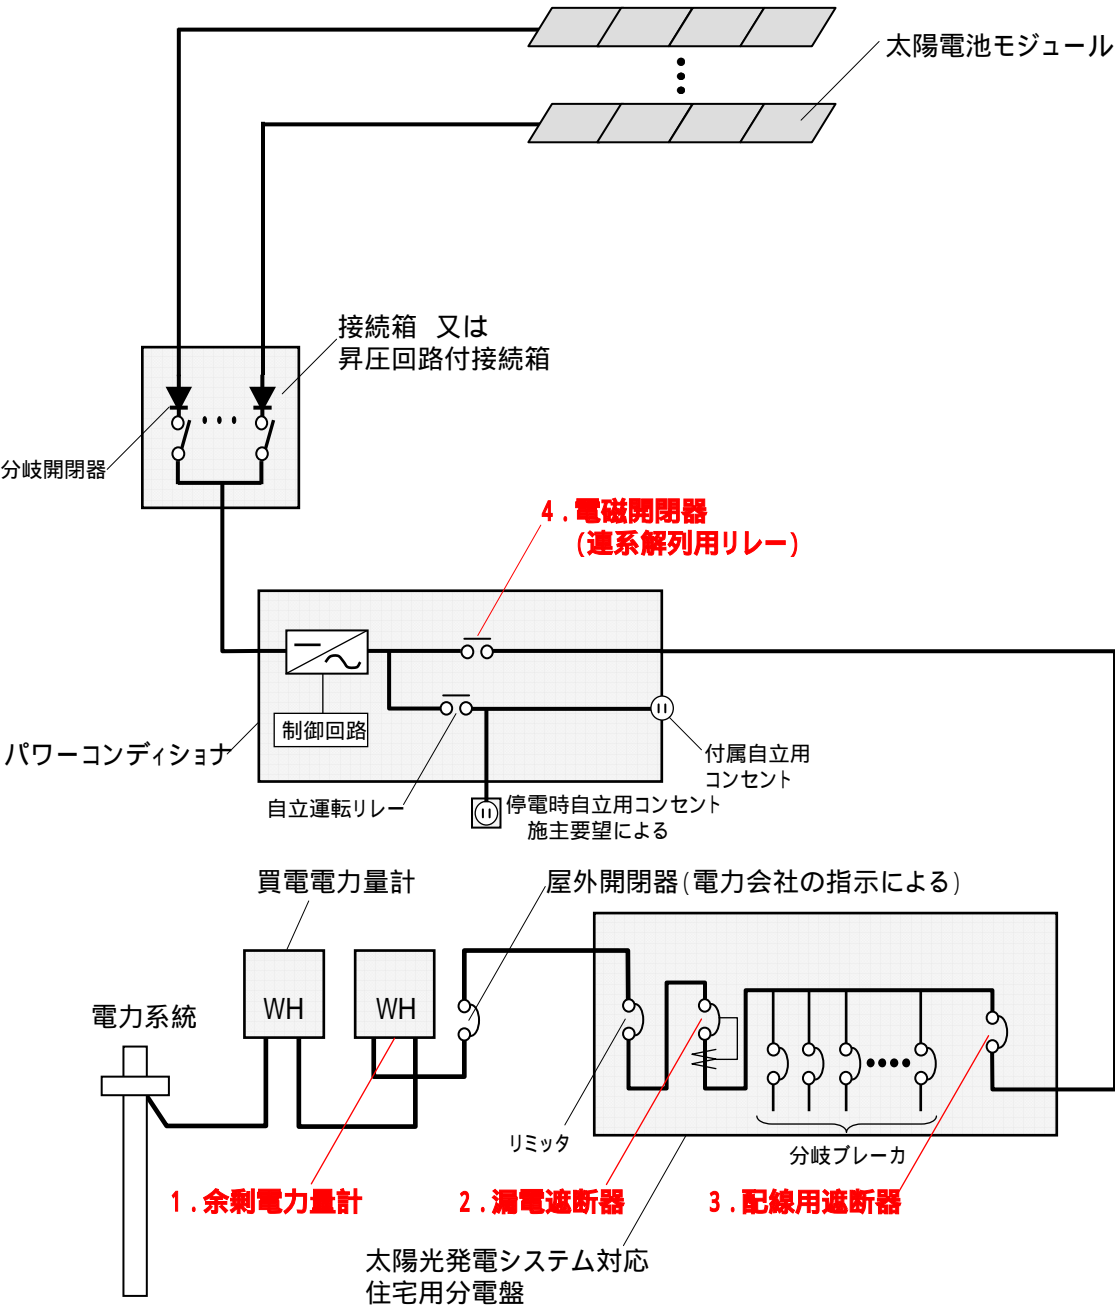 太陽電池モジュール
接続箱　又は
昇圧回路付接続箱
分岐開閉器
4．電磁開閉器
(連系解列用リレー)
制御回路
パワーコンディショナ
付属自立用
コンセント
自立運転リレー
停電時自立用コンセント
施主要望による
買電電力量計
屋外開閉器(電力会社の指示による)
WH
WH
電力系統
リミッタ
分岐ブレーカ
1．余剰電力量計
2．漏電遮断器
3．配線用遮断器
太陽光発電システム対応
住宅用分電盤